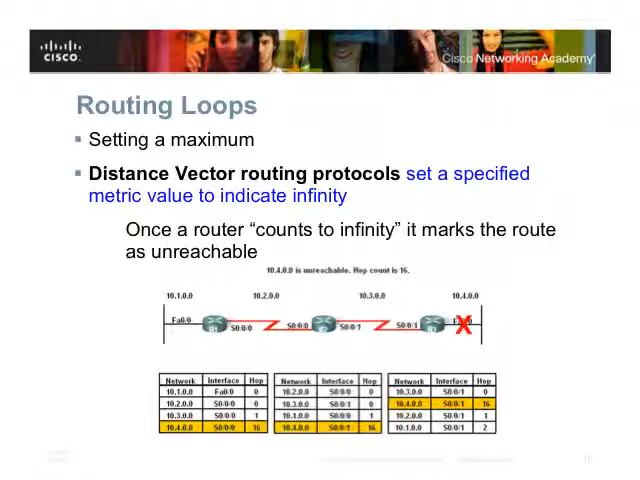 CISCO
Cisco Networking Academy
Routing Loops
Setting a maximum
Distance Vector routing protocols set a specified
metric value to indicate infinity
Once a router “counts to infinity” it marks the route
as unreachable
10.4.0.0 is unreachable. Hop count is 16.
10.1.0.0 10.2.0.0 10.3.0.0 10.4.0.0
Fa0/0 R1 S0/0/0 S0/0/0 R2 S0/0/1 S0/0/1 R3
Network Interface Hop
10.1.0.0 Fa0/0 0
10.2.0.0 S0/0/0 0
10.3.0.0 S0/0/0 1
10.4.0.0 S0/0/0 16
Network Interface Hop
10.2.0.0 S0/0/0 0
10.3.0.0 S0/0/1 0
10.1.0.0 S0/0/0 1
10.4.0.0 S0/0/1 16
Network Interface Hop
10.3.0.0 S0/0/1 0
10.4.0.0 S0/0/1 16
10.2.0.0 S0/0/1 1
10.1.0.0 S0/0/1 2